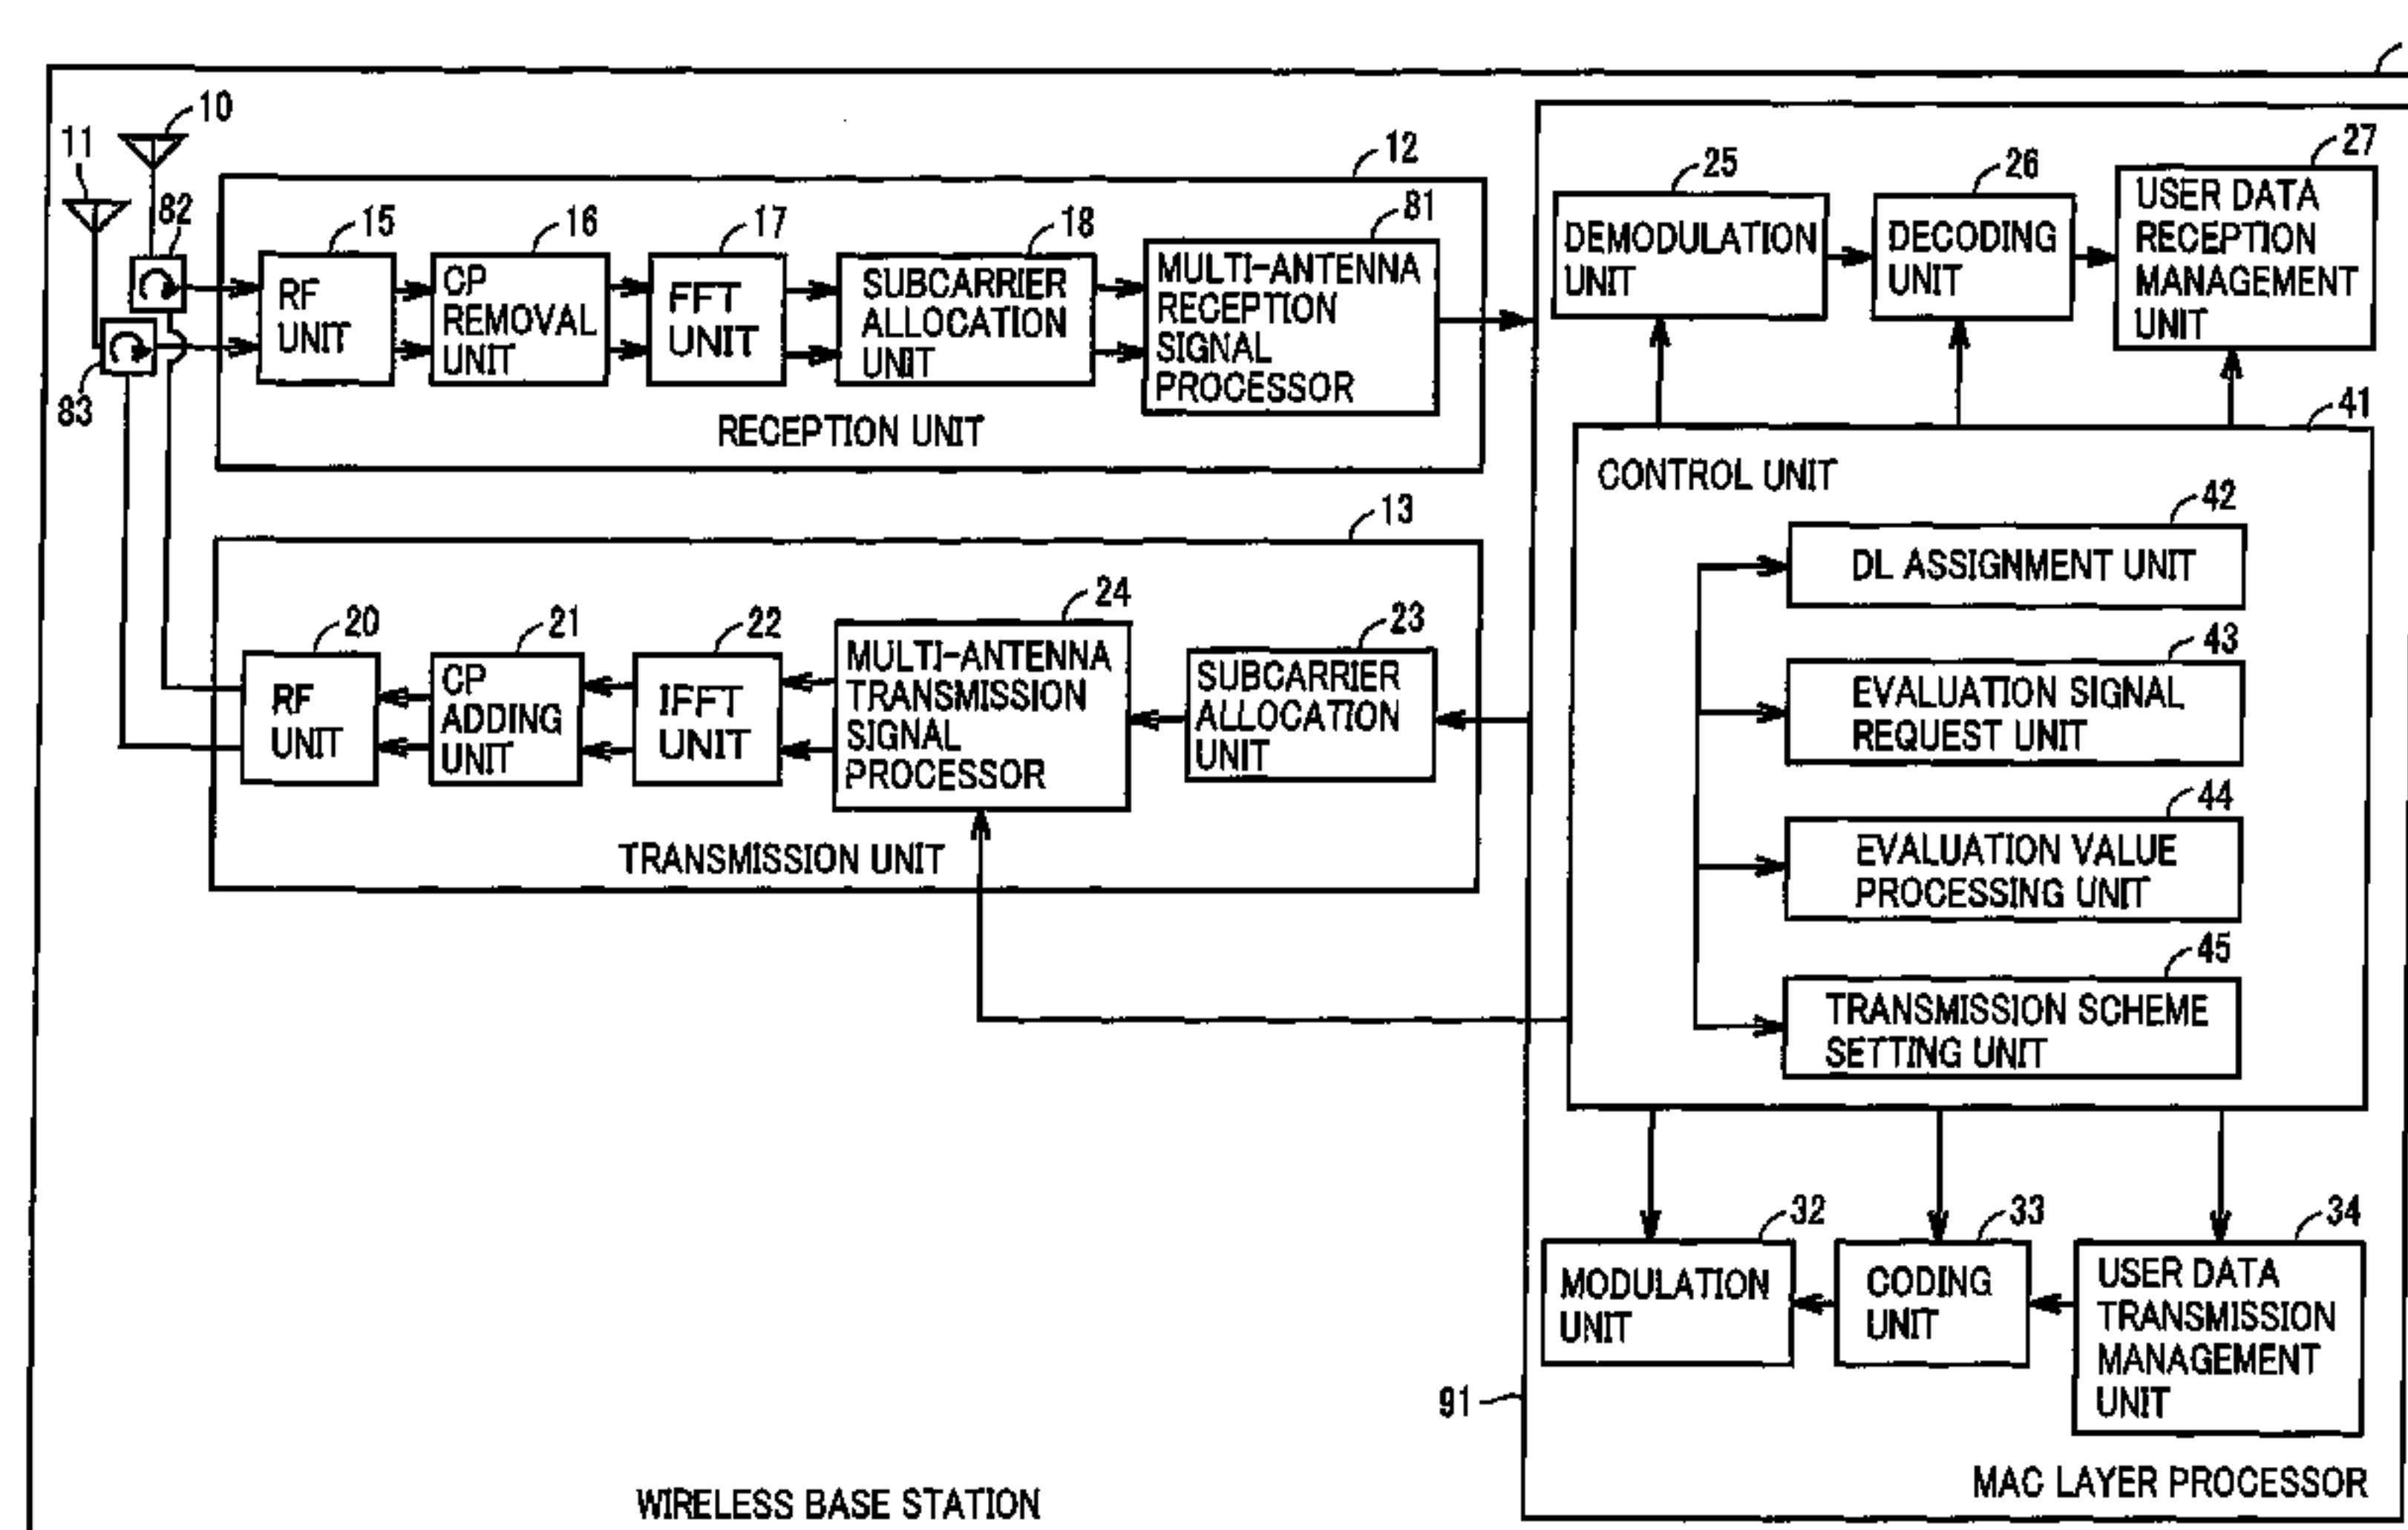 10
11
82
83
12
15
RF
UNIT
16
CP
REMOVAL
UNIT
17
FFT
UNIT
18
SUBCARRIER
ALLOCATION
UNIT
81
MULTI-ANTENNA
RECEPTION
SIGNAL
PROCESSOR
RECEPTION UNIT
13
20
RF
UNIT
21
CP
ADDING
UNIT
22
IFFT
UNIT
24
MULTI-ANTENNA
TRANSMISSION
SIGNAL
PROCESSOR
23
SUBCARRIER
ALLOCATION
UNIT
TRANSMISSION UNIT
25
DEMODULATION
UNIT
26
DECODING
UNIT
27
USER DATA
RECEPTION
MANAGEMENT
UNIT
41
CONTROL UNIT
42
DL ASSIGNMENT UNIT
43
EVALUATION SIGNAL
REQUEST UNIT
44
EVALUATION VALUE
PROCESSING UNIT
45
TRANSMISSION SCHEME
SETTING UNIT
32
MODULATION
UNIT
33
CODING
UNIT
34
USER DATA
TRANSMISSION
MANAGEMENT
UNIT
91
MAC LAYER PROCESSOR
WIRELESS BASE STATION